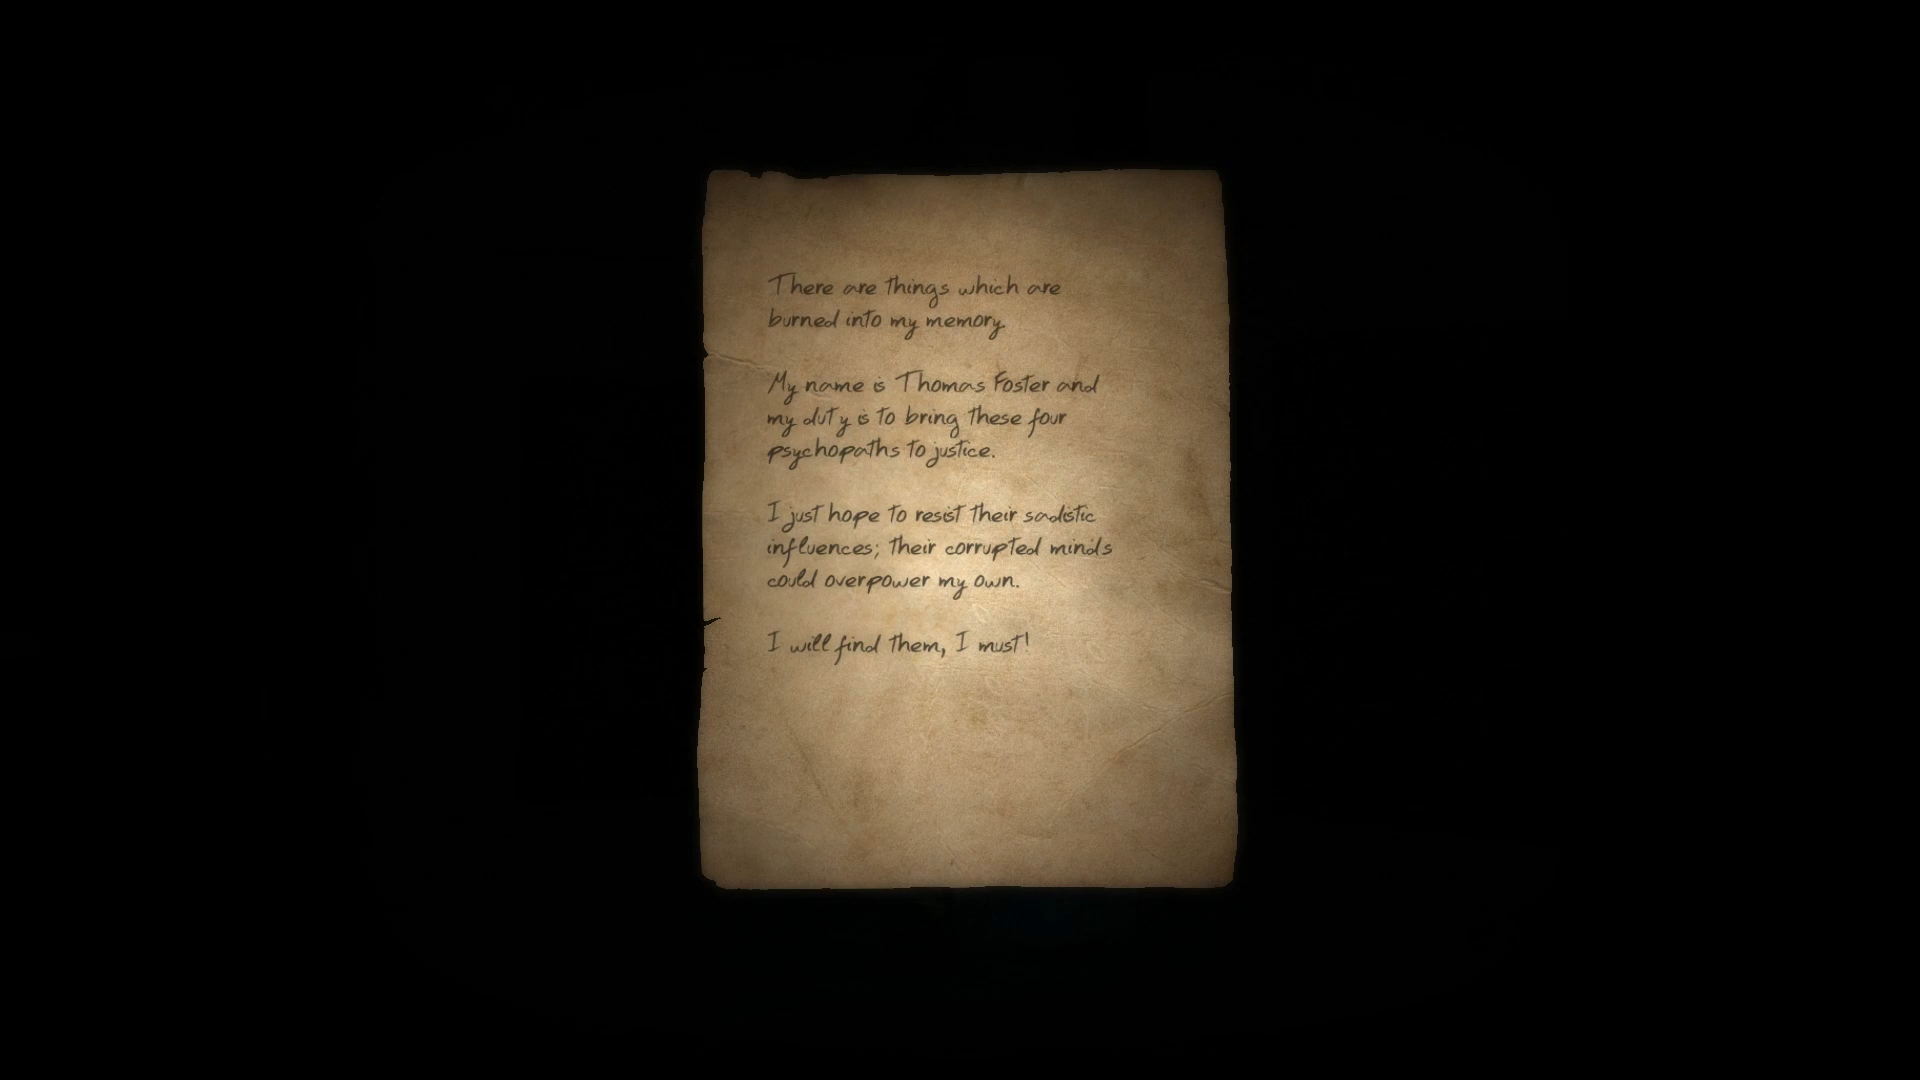 There are things which are
burned into my memory.
My name is Thomas Foster and
my duty is to bring these four
psychopaths to justice.
I just hope to resist their sadistic
influences; their corrupted minds
could overpower my own.
I will find them, I must!